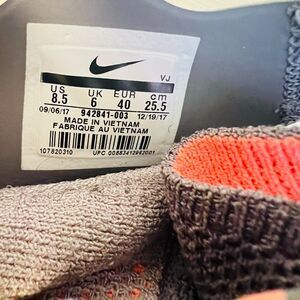 VJ
US UK EUR cm
8.5 6 40 25.5
09/06/17 942841-003 12/19/17
MADE IN VIETNAM
FABRIQUE AU VIETNAM
107820310